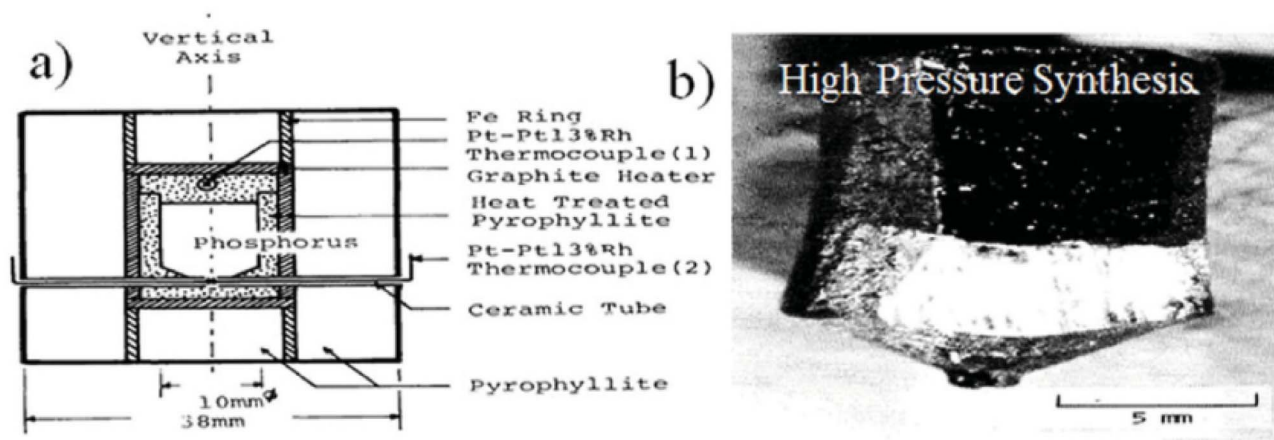 a)
Vertical
Axis
Fe Ring
Pt-Pt13%Rh
Thermocouple(1)
Graphite Heater
Heat Treated
Pyrophyllite
Phosphorus
Pt-Pt13%Rh
Thermocouple(2)
Ceramic Tube
Pyrophyllite
10mmø
38mm
b)
High Pressure Synthesis
5 mm